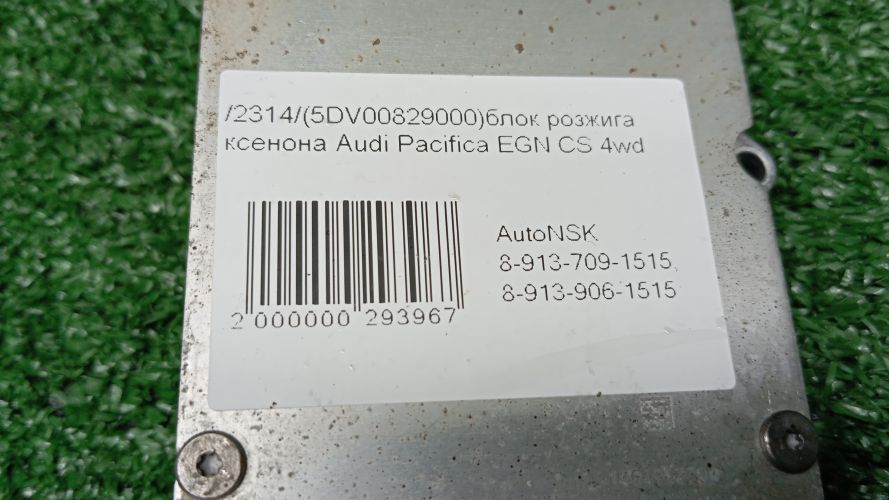 /2314/(5DV00829000)блок розжига
ксенона Audi Pacifica EGN CS 4wd
AutoNSK
8-913-709-1515,
8-913-906-1515
2 000000 293967